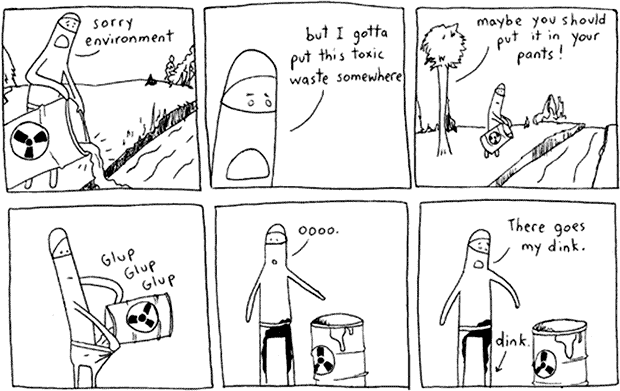 sorry
environment
but I gotta
put this toxic
waste somewhere
maybe you should
put it in your
pants!
Glup
Glup
Glup
oooo.
There goes
my dink.
dink.